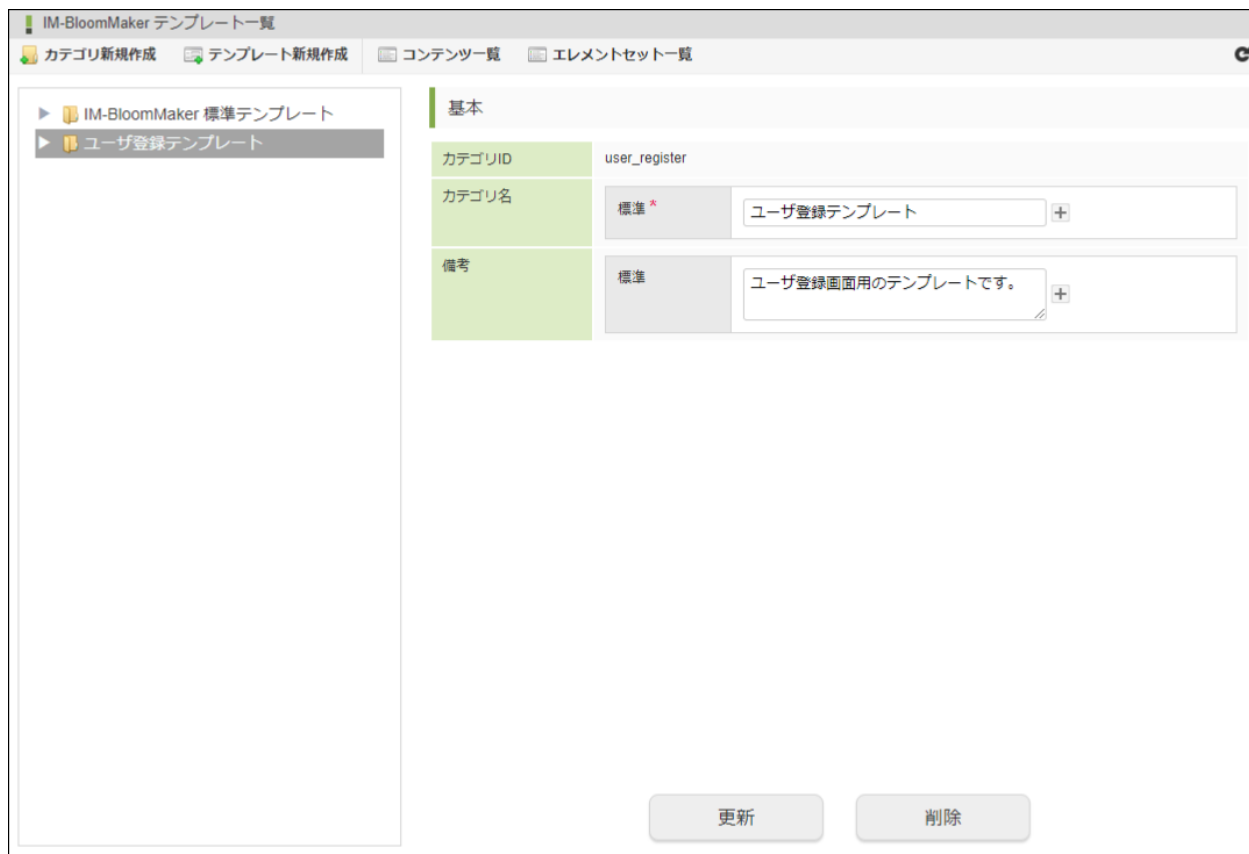 IM-BloomMaker テンプレート一覧
カテゴリ新規作成 テンプレート新規作成 コンテンツ一覧 エレメントセット一覧
IM-BloomMaker 標準テンプレート
ユーザ登録テンプレート
基本
カテゴリID user_register
カテゴリ名 標準 * ユーザ登録テンプレート
備考 標準 ユーザ登録画面用のテンプレートです。
更新 削除